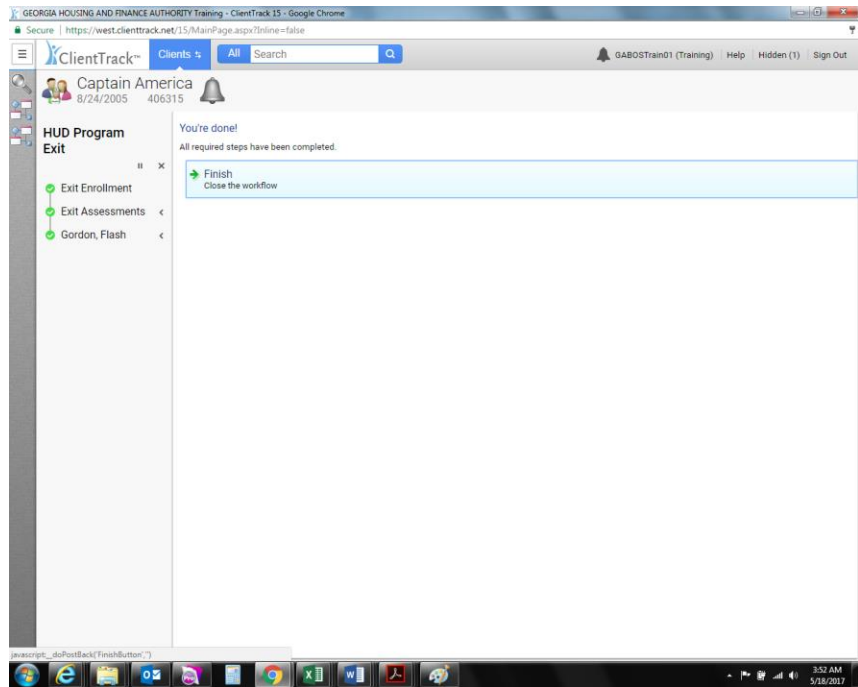 GEORGIA HOUSING AND FINANCE AUTHORITY Training - ClientTrack 15 - Google Chrome
Secure | https://west.clienttrack.net/15/MainPage.aspx?Inline=false
ClientTrack™ Clients All Search GABOSTrain01 (Training) Help Hidden (1) Sign Out
Captain America
8/24/2005 406315
HUD Program
Exit
Exit Enrollment
Exit Assessments
Gordon, Flash
You're done!
All required steps have been completed.
Finish
Close the workflow
javascript:__doPostBack('FinishButton','')
3:52 AM
5/18/2017